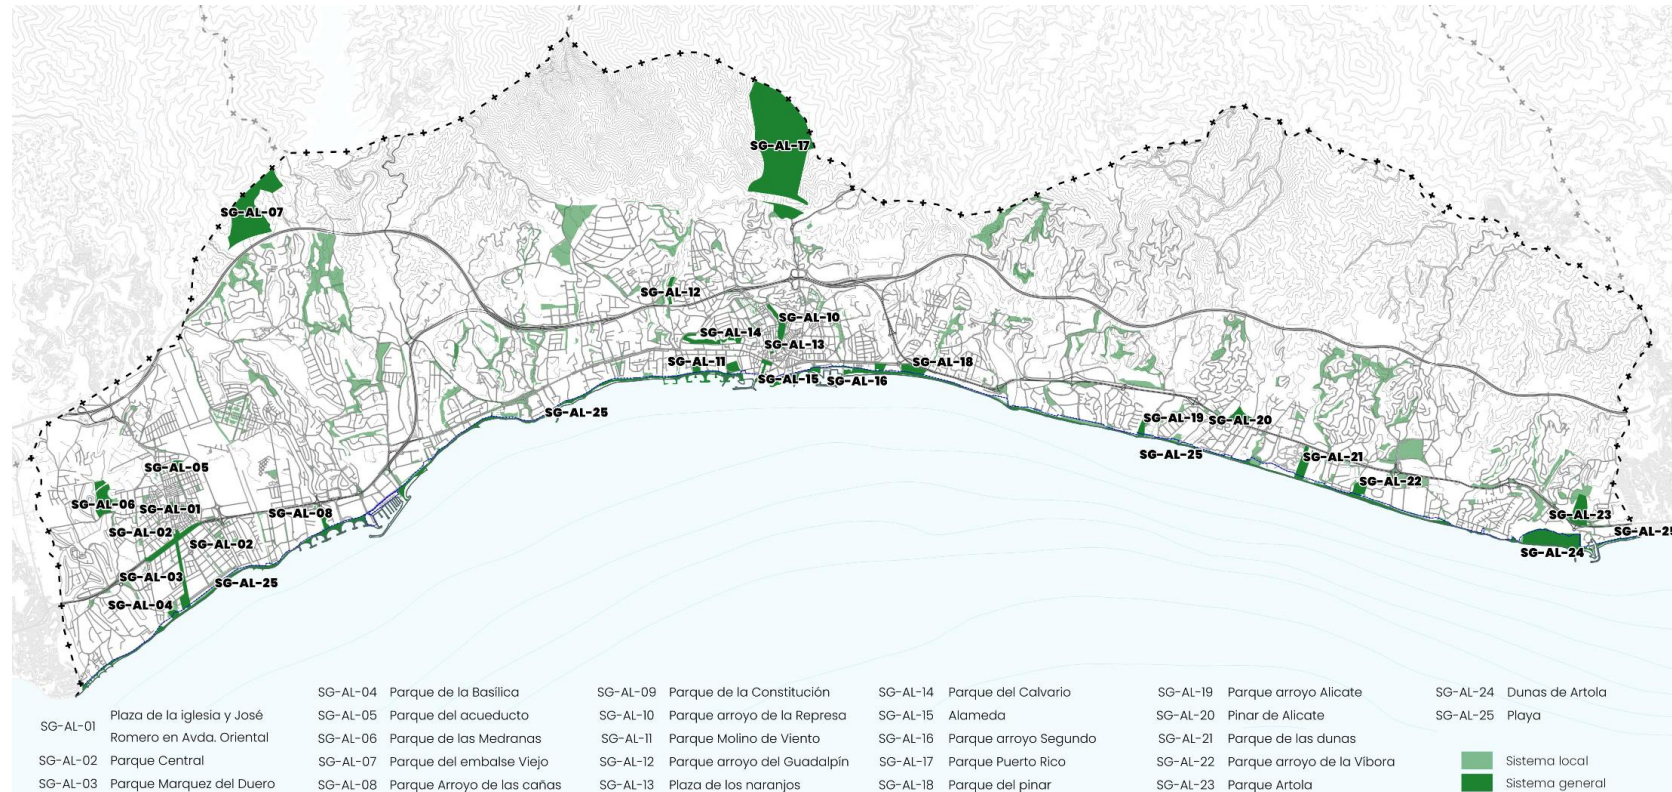 SG-AL-17
SG-AL-07
SG-AL-12
SG-AL-10
SG-AL-14
SG-AL-13
SG-AL-11
SG-AL-18
SG-AL-15
SG-AL-16
SG-AL-25
SG-AL-19
SG-AL-20
SG-AL-25
SG-AL-21
SG-AL-05
SG-AL-22
SG-AL-06
SG-AL-01
SG-AL-08
SG-AL-23
SG-AL-02
SG-AL-02
SG-AL-25
SG-AL-24
SG-AL-03
SG-AL-25
SG-AL-04
SG-AL-01 Plaza de la iglesia y José
Romero en Avda. Oriental
SG-AL-02 Parque Central
SG-AL-03 Parque Marquez del Duero
SG-AL-04 Parque de la Basílica
SG-AL-05 Parque del acueducto
SG-AL-06 Parque de las Medranas
SG-AL-07 Parque del embalse Viejo
SG-AL-08 Parque Arroyo de las cañas
SG-AL-09 Parque de la Constitución
SG-AL-10 Parque arroyo de la Represa
SG-AL-11 Parque Molino de Viento
SG-AL-12 Parque arroyo del Guadalpín
SG-AL-13 Plaza de los naranjos
SG-AL-14 Parque del Calvario
SG-AL-15 Alameda
SG-AL-16 Parque arroyo Segundo
SG-AL-17 Parque Puerto Rico
SG-AL-18 Parque del pinar
SG-AL-19 Parque arroyo Alicate
SG-AL-20 Pinar de Alicate
SG-AL-21 Parque de las dunas
SG-AL-22 Parque arroyo de la Víbora
SG-AL-23 Parque Artola
SG-AL-24 Dunas de Artola
SG-AL-25 Playa
Sistema local
Sistema general